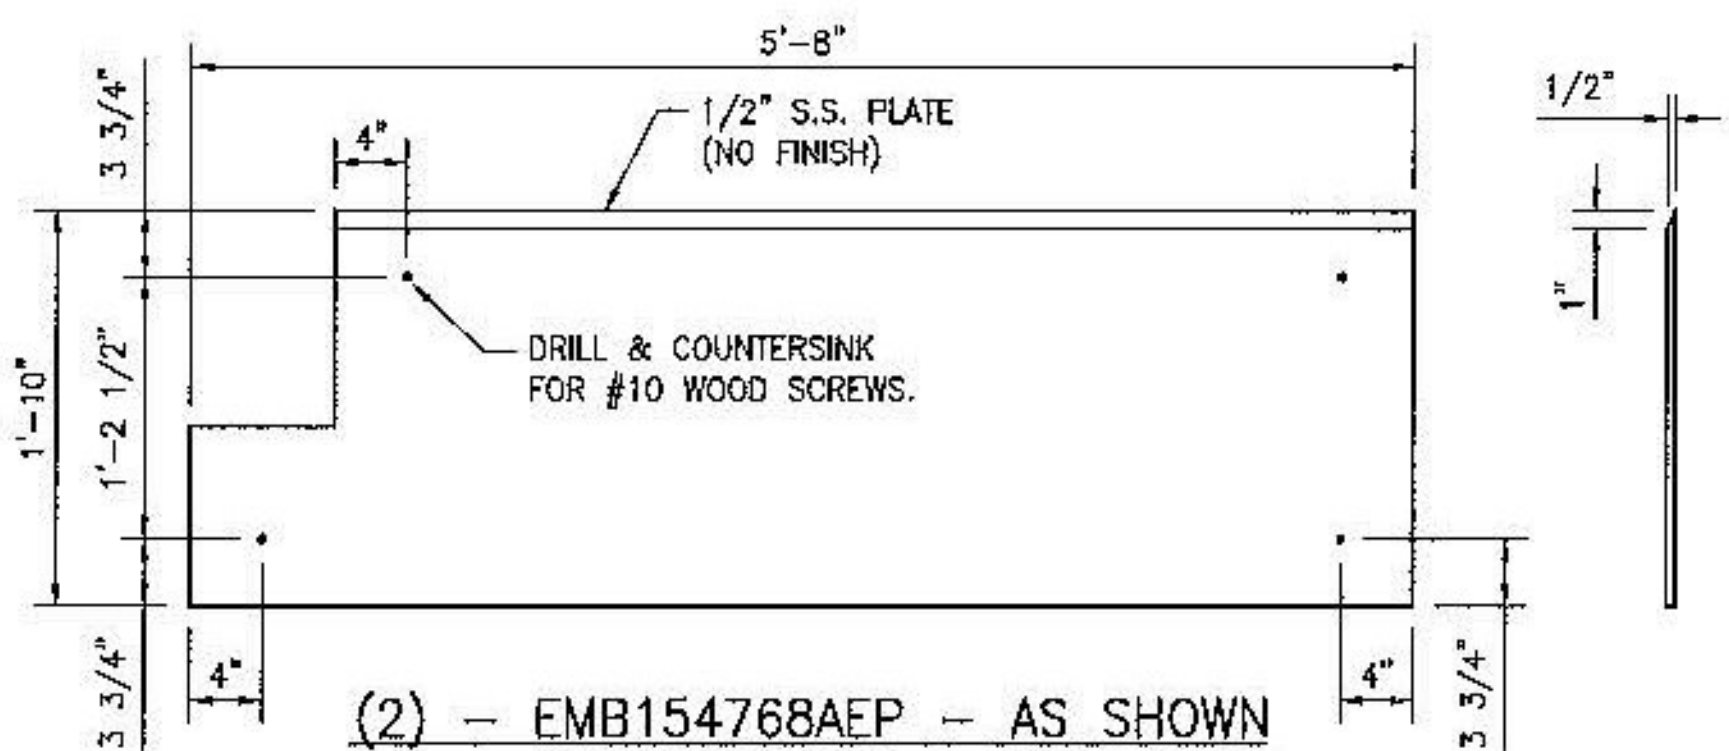 5'-8"
3 3/4"
1/2"
1/2" S.S. PLATE
(NO FINISH)
4"
1"
DRILL & COUNTERSINK
FOR #10 WOOD SCREWS.
1'-10"
1'-2 1/2"
3 3/4"
4"
4"
3 3/4"
(2) - EMB154768AEP - AS SHOWN